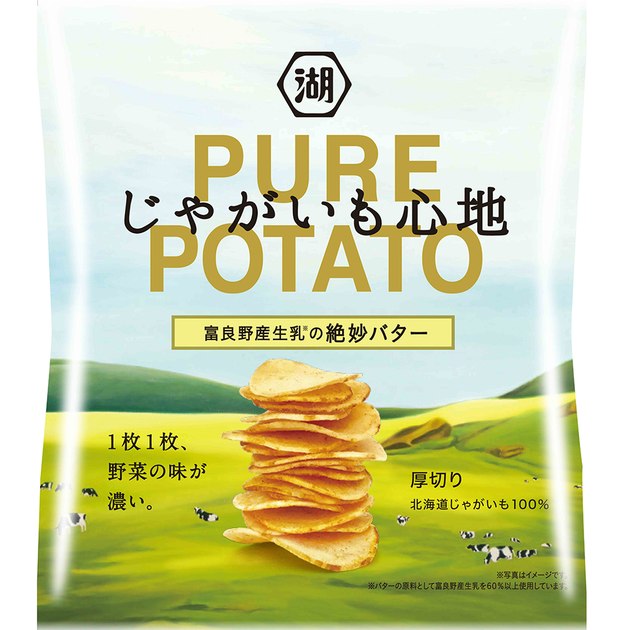 湖
PURE
じゃがいも心地
POTATO
富良野産生乳※の絶妙バター
1枚1枚、
野菜の味が
濃い。
厚切り
北海道じゃがいも100%
※写真はイメージです。
※バターの原料として富良野産生乳を60%以上使用しています。